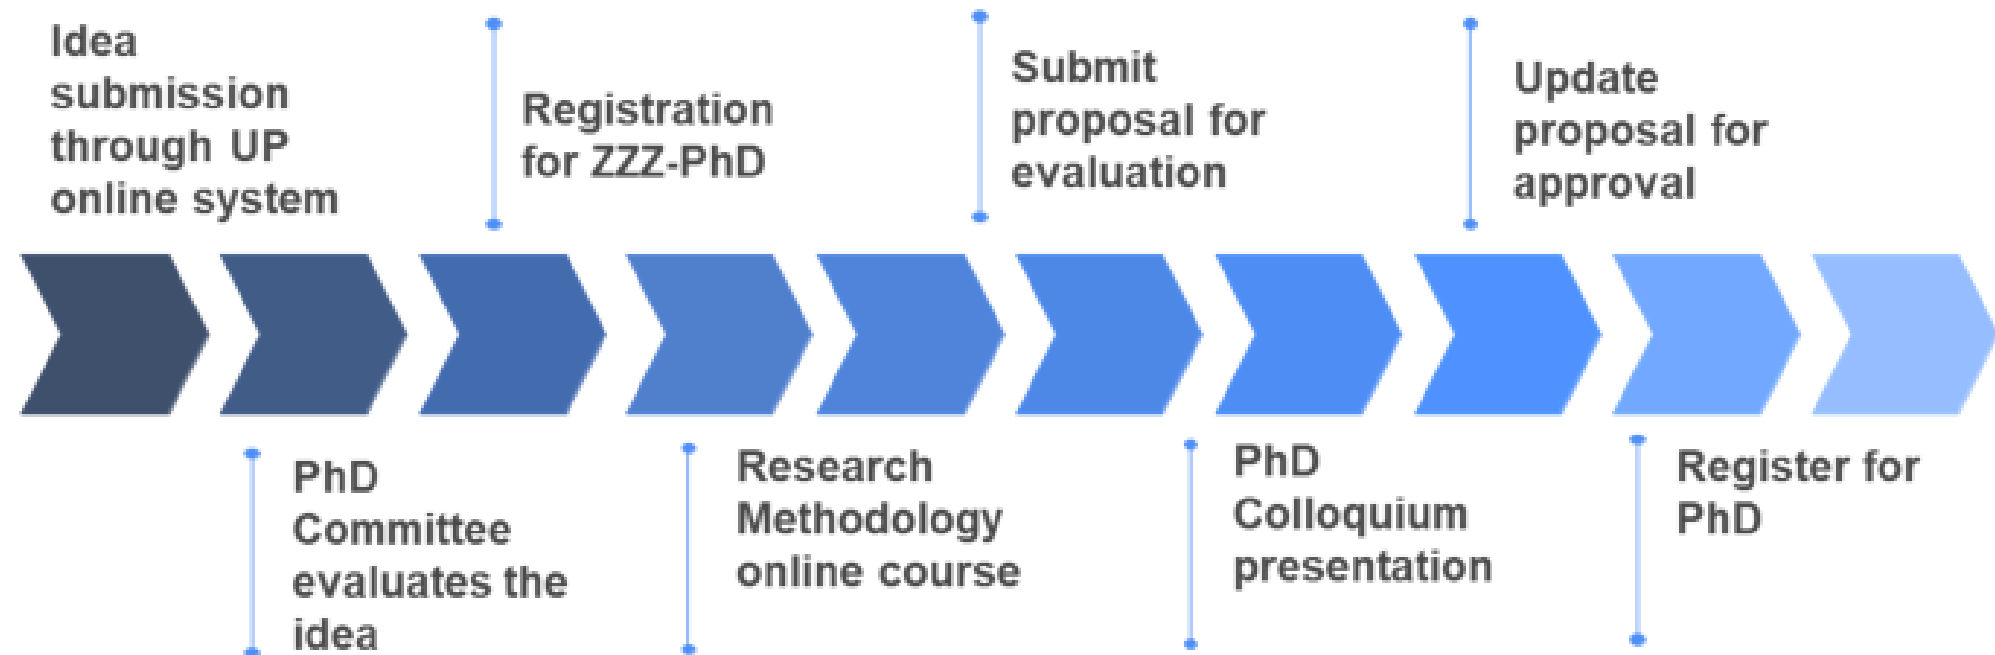 Idea
submission
through UP
online system
PhD
Committee
evaluates the
idea
Registration
for ZZZ-PhD
Research
Methodology
online course
Submit
proposal for
evaluation
PhD
Colloquium
presentation
Update
proposal for
approval
Register for
PhD